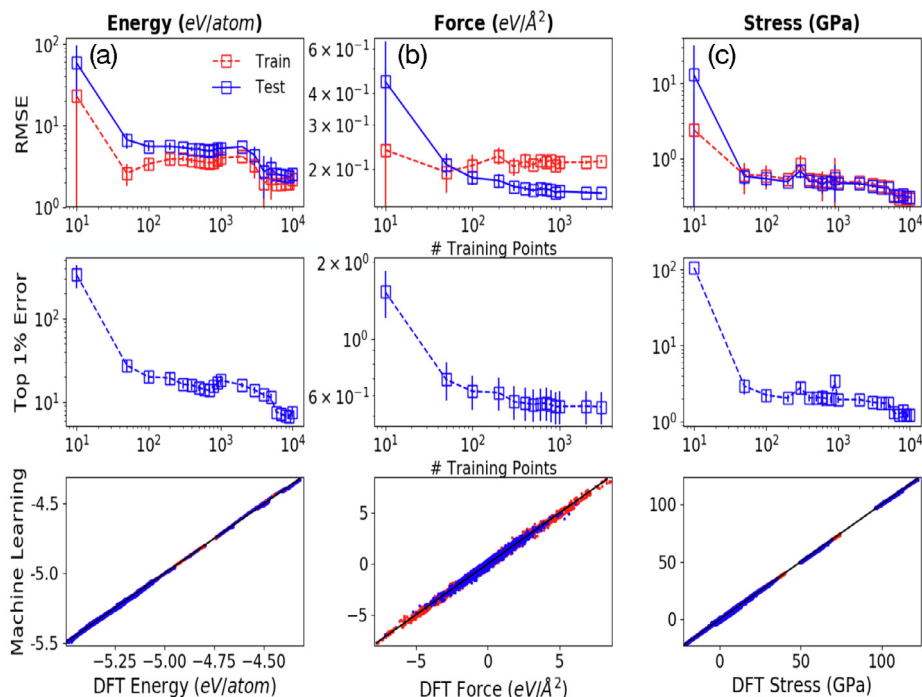 Energy (eV/atom) Force (eV/Å²) Stress (GPa)
(a) (b) (c)
Train
Test
RMSE
10² 10¹ 10⁰
6 × 10⁻¹ 4 × 10⁻¹ 3 × 10⁻¹ 2 × 10⁻¹
10¹ 10⁰
10¹ 10² 10³ 10⁴ 10¹ 10² 10³ 10¹ 10² 10³ 10⁴
# Training Points
Top 1% Error
10² 10¹
2 × 10⁰ 10⁰ 6 × 10⁻¹
10² 10¹ 10⁰
10¹ 10² 10³ 10⁴ 10¹ 10² 10³ 10¹ 10² 10³ 10⁴
# Training Points
Machine Learning
-4.5 -5.0 -5.5
5 0 −5
100 50 0
−5.25 −5.00 −4.75 −4.50 −5 0 5 0 50 100
DFT Energy (eV/atom) DFT Force (eV/Å²) DFT Stress (GPa)